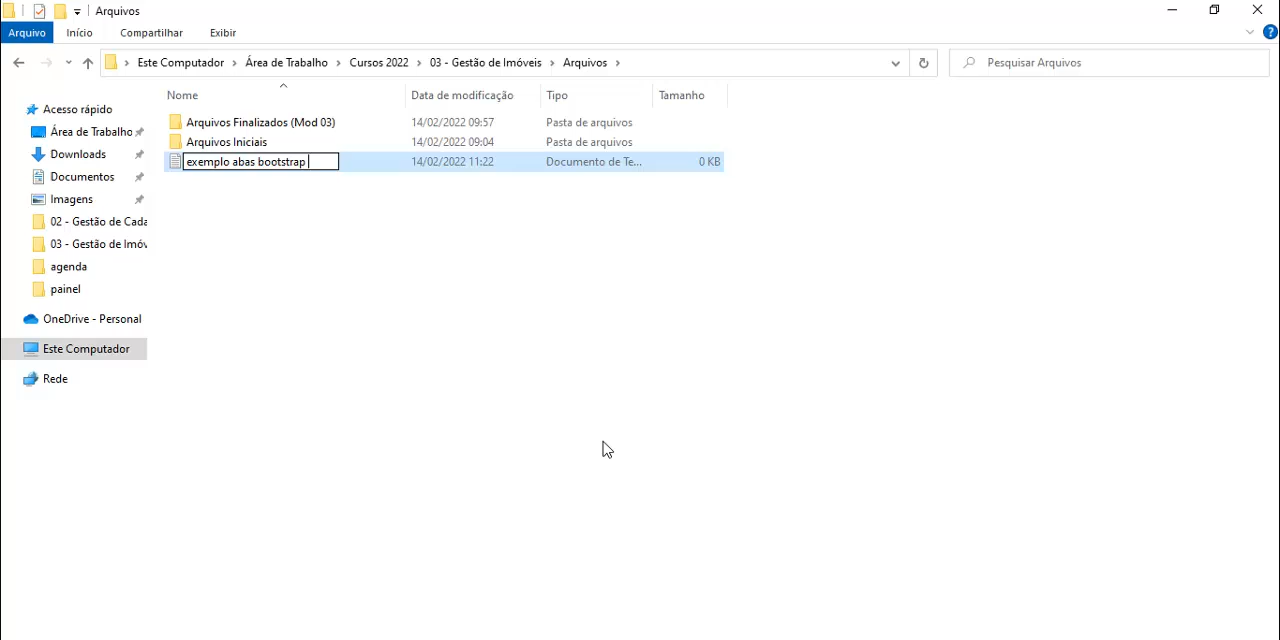 Arquivos
Arquivo Início Compartilhar Exibir
Este Computador Área de Trabalho Cursos 2022 03 - Gestão de Imóveis Arquivos
Pesquisar Arquivos
Nome Data de modificação Tipo Tamanho
Arquivos Finalizados (Mod 03) 14/02/2022 09:57 Pasta de arquivos
Arquivos Iniciais 14/02/2022 09:04 Pasta de arquivos
exemplo abas bootstrap 14/02/2022 11:22 Documento de Te... 0 KB
Acesso rápido
Área de Trabalho
Downloads
Documentos
Imagens
02 - Gestão de Cada
03 - Gestão de Imóv
agenda
painel
OneDrive - Personal
Este Computador
Rede